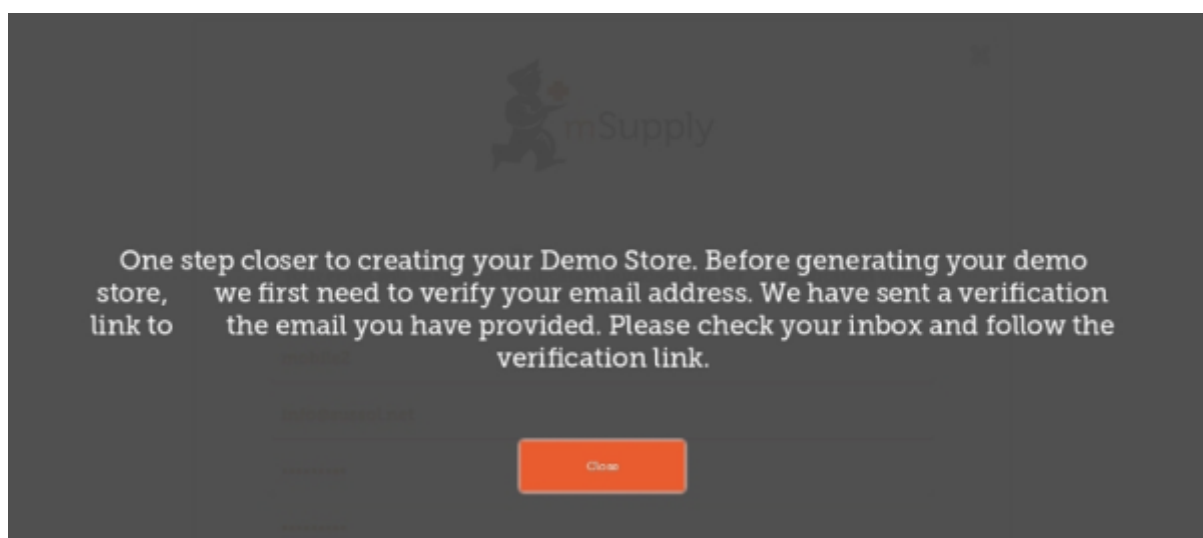 mSupply
One step closer to creating your Demo Store. Before generating your demo
store, we first need to verify your email address. We have sent a verification
link to the email you have provided. Please check your inbox and follow the
verification link.
Close